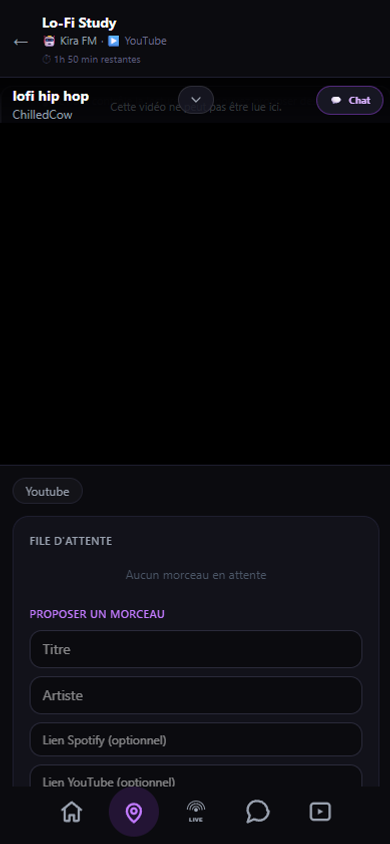 Lo-Fi Study
Kira FM · YouTube
1h 50 min restantes
lofi hip hop
ChilledCow
Cette vidéo ne pas être lue ici.
Chat
Youtube
FILE D'ATTENTE
Aucun morceau en attente
PROPOSER UN MORCEAU
Titre
Artiste
Lien Spotify (optionnel)
Lien YouTube (optionnel)
LIVE